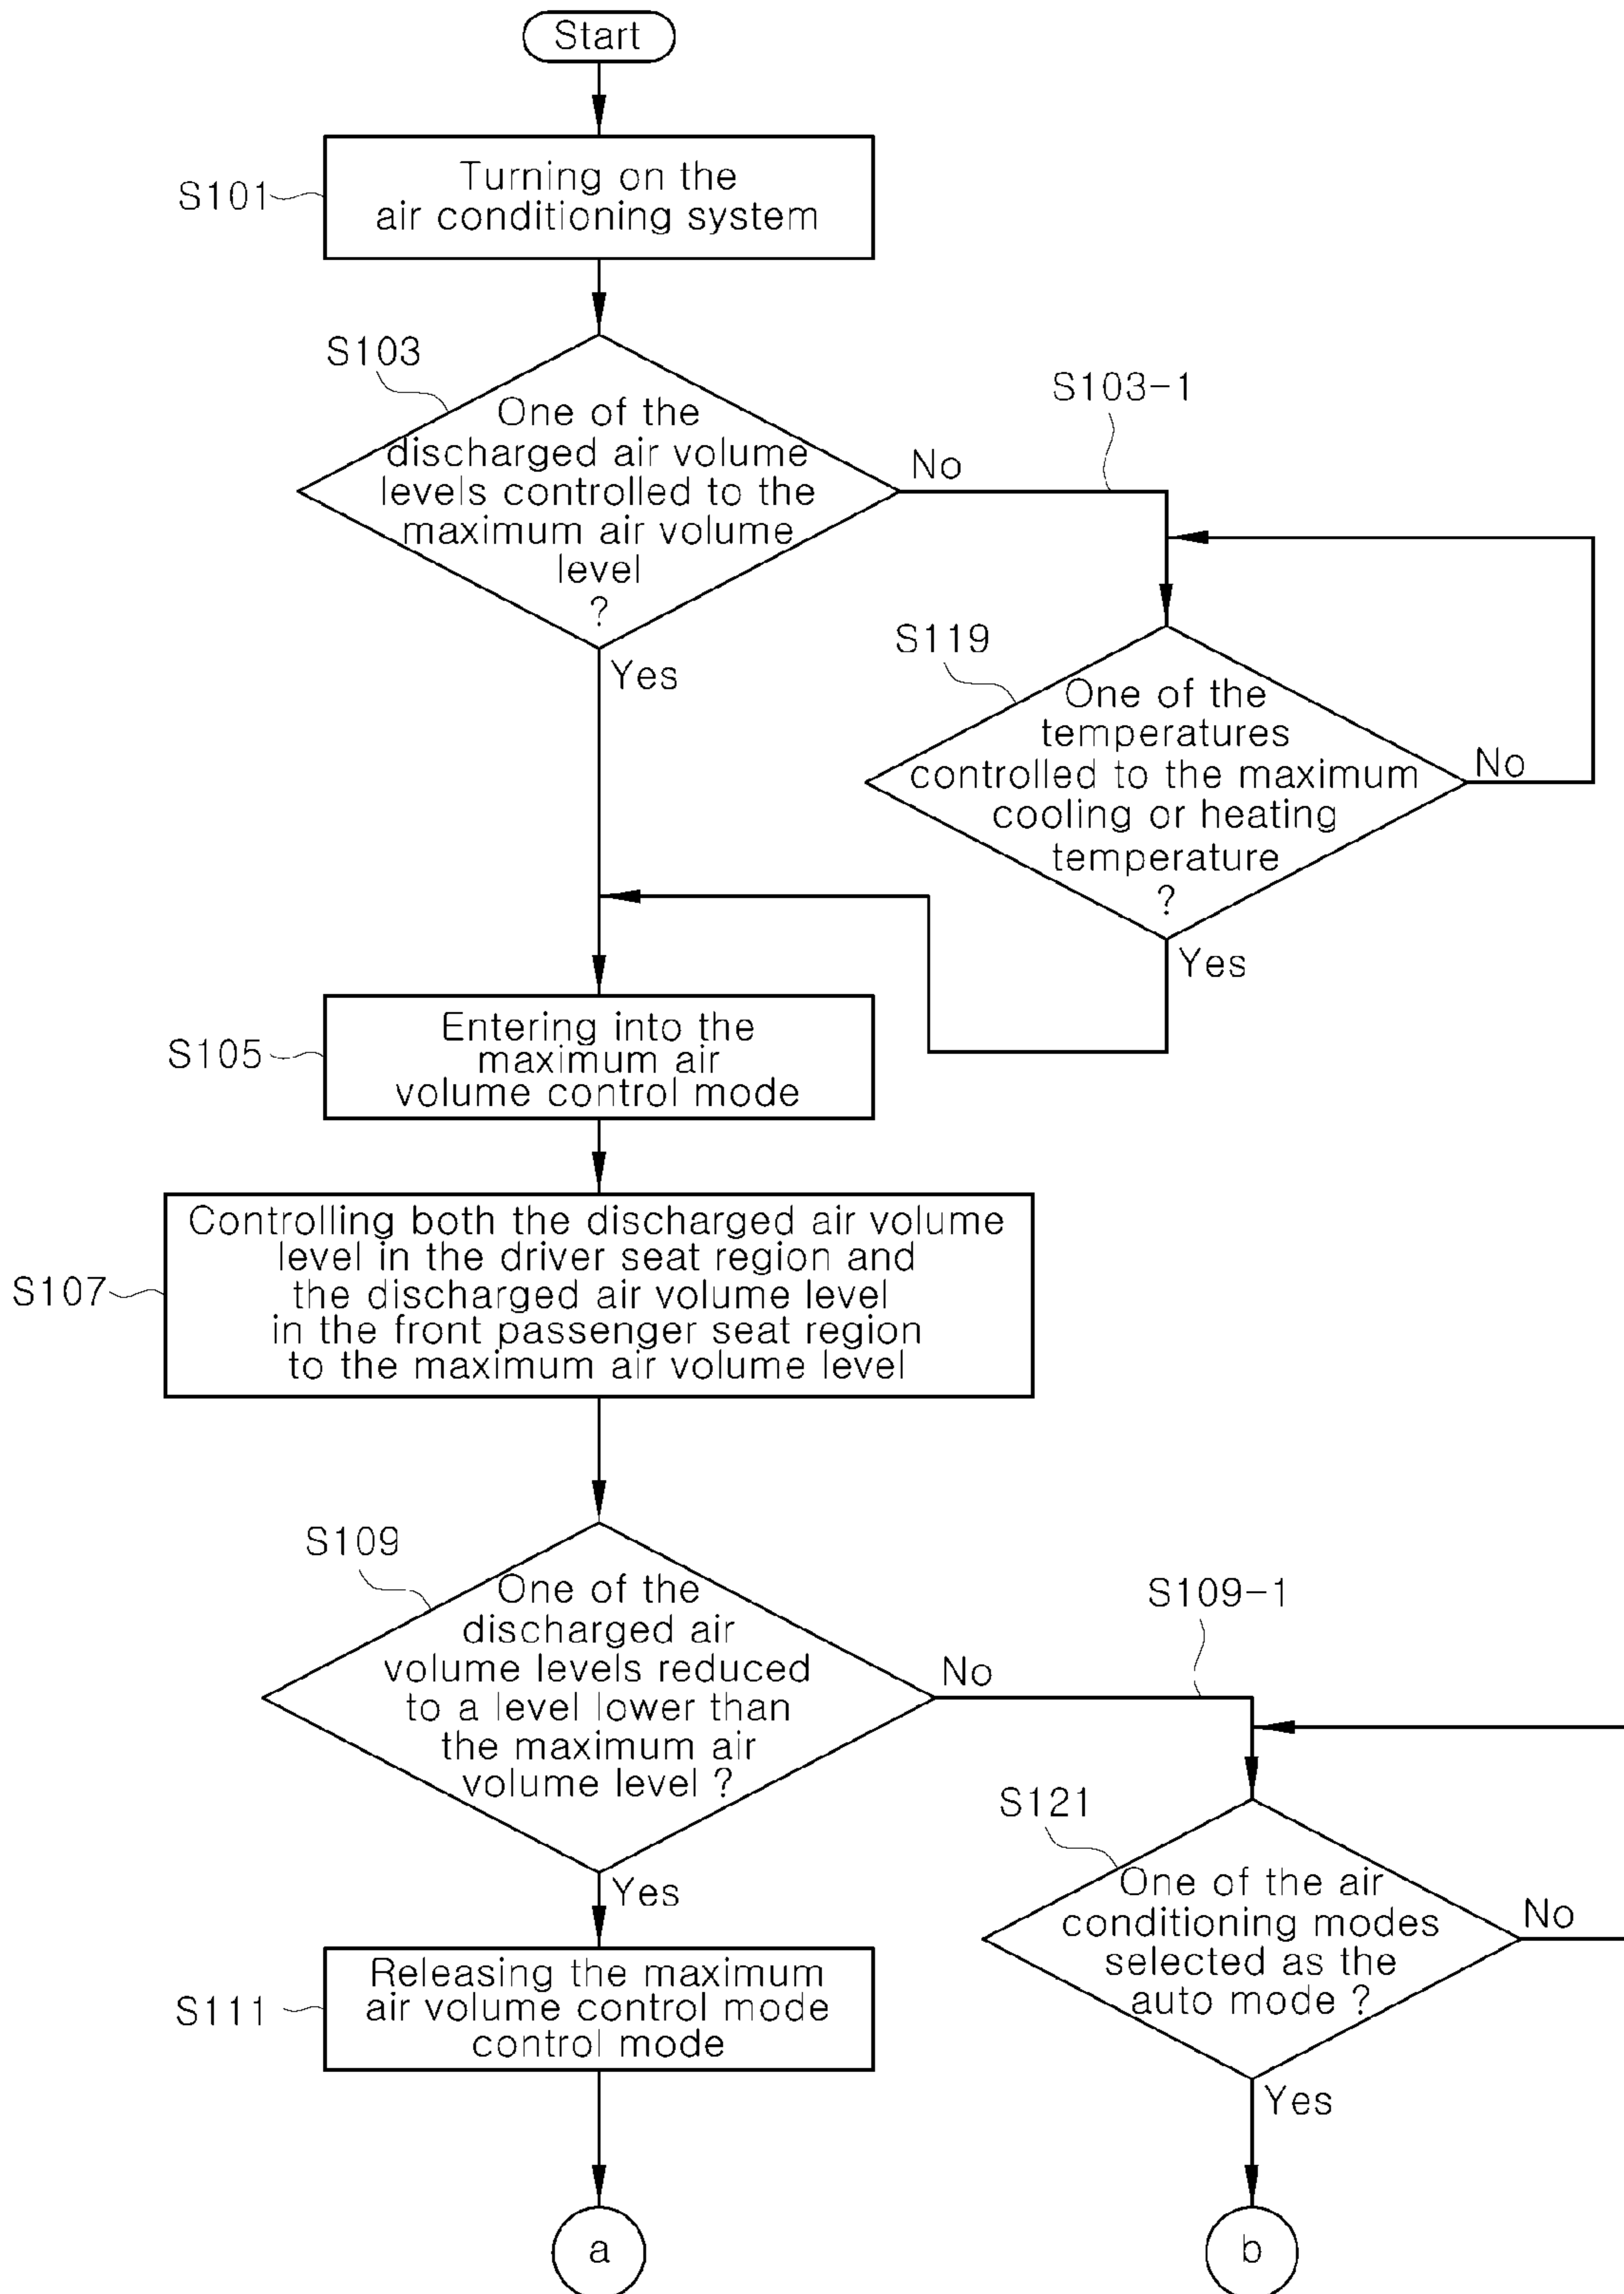 Start
S101
Turning on the
air conditioning system
S103
One of the
discharged air volume
levels controlled to the
maximum air volume
level
?
No
Yes
S103-1
S119
One of the
temperatures
controlled to the maximum
cooling or heating
temperature
?
No
Yes
S105
Entering into the
maximum air
volume control mode
S107
Controlling both the discharged air volume
level in the driver seat region and
the discharged air volume level
in the front passenger seat region
to the maximum air volume level
S109
One of the
discharged air
volume levels reduced
to a level lower than
the maximum air
volume level ?
No
Yes
S109-1
S121
One of the air
conditioning modes
selected as the
auto mode ?
No
Yes
S111
Releasing the maximum
air volume control mode
control mode
a
b